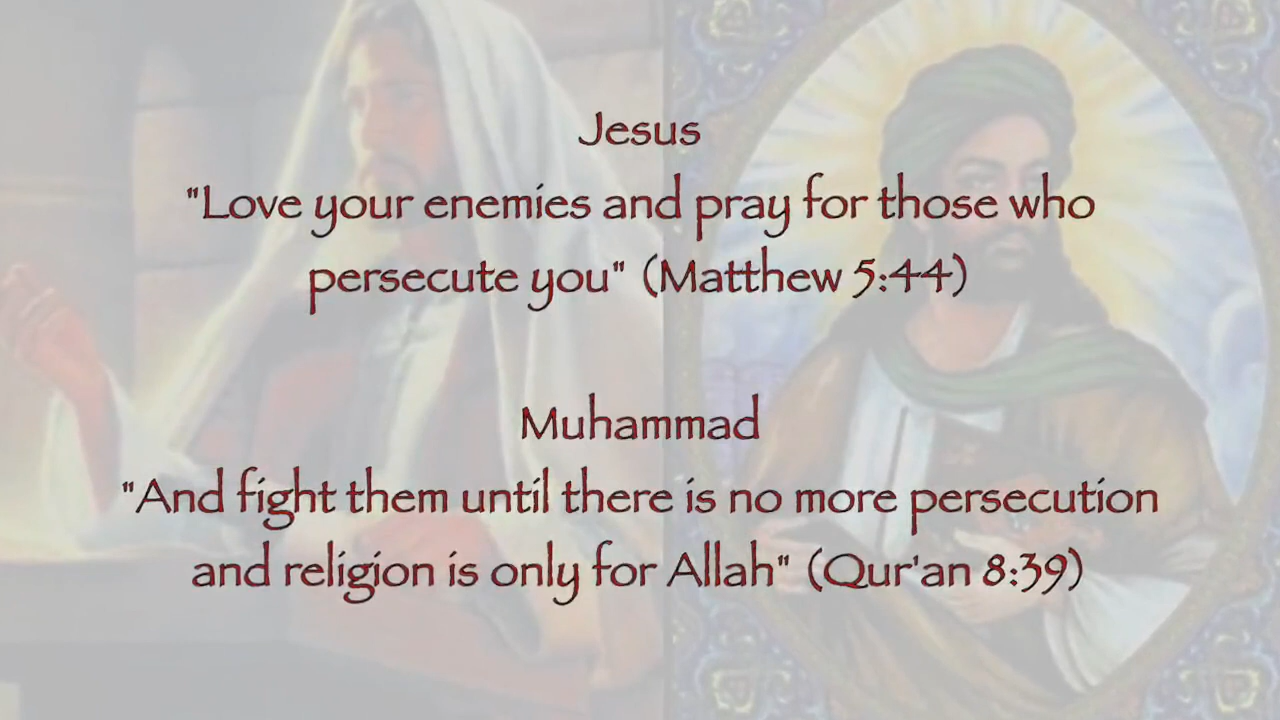 Jesus
"Love your enemies and pray for those who
persecute you" (Matthew 5:44)
Muhammad
"And fight them until there is no more persecution
and religion is only for Allah" (Qur'an 8:39)